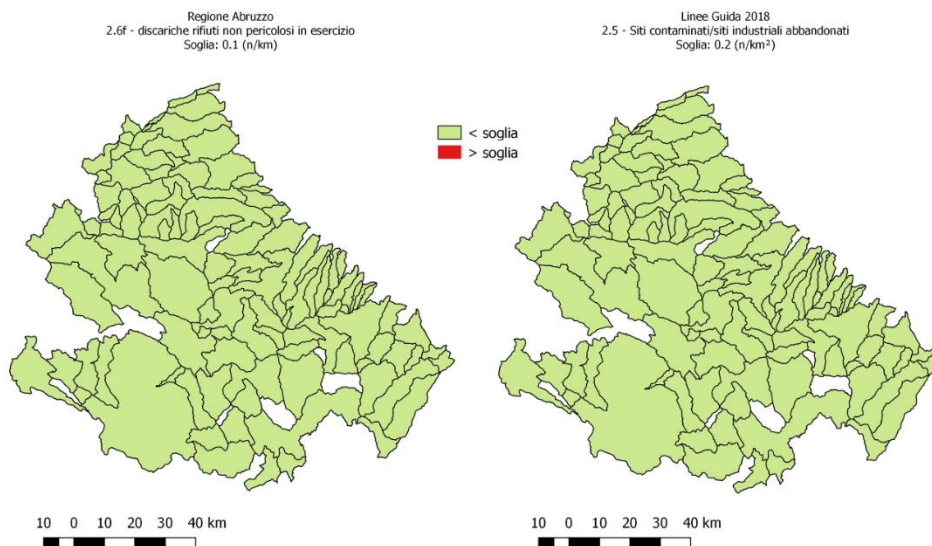 Regione Abruzzo
2.6f - discariche rifiuti non pericolosi in esercizio
Soglia: 0.1 (n/km)
Linee Guida 2018
2.5 - Siti contaminati/siti industriali abbandonati
Soglia: 0.2 (n/km²)
< soglia
> soglia
10 0 10 20 30 40 km
10 0 10 20 30 40 km